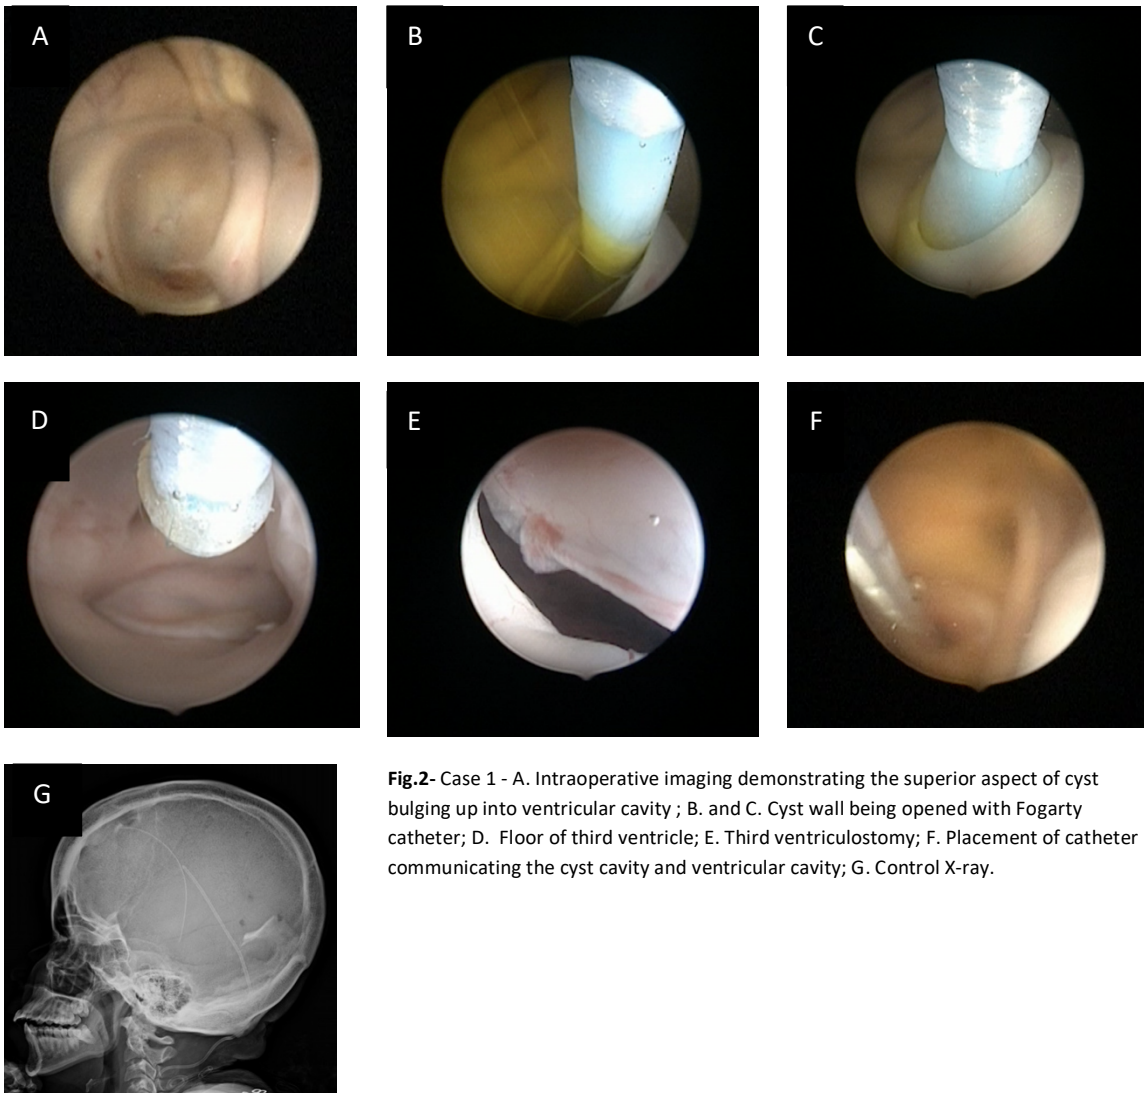 A
B
C
D
E
F
G
Fig.2- Case 1 - A. Intraoperative imaging demonstrating the superior aspect of cyst
bulging up into ventricular cavity ; B. and C. Cyst wall being opened with Fogarty
catheter; D. Floor of third ventricle; E. Third ventriculostomy; F. Placement of catheter
communicating the cyst cavity and ventricular cavity; G. Control X-ray.